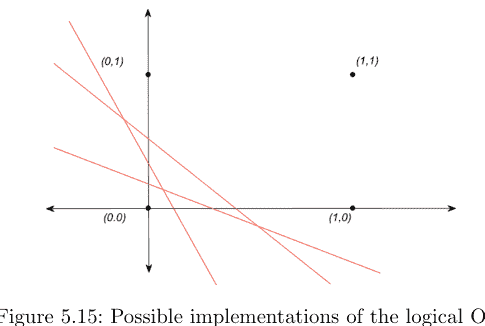 (0,1)
(1,1)
(0.0)
(1,0)
Figure 5.15: Possible implementations of the logical O